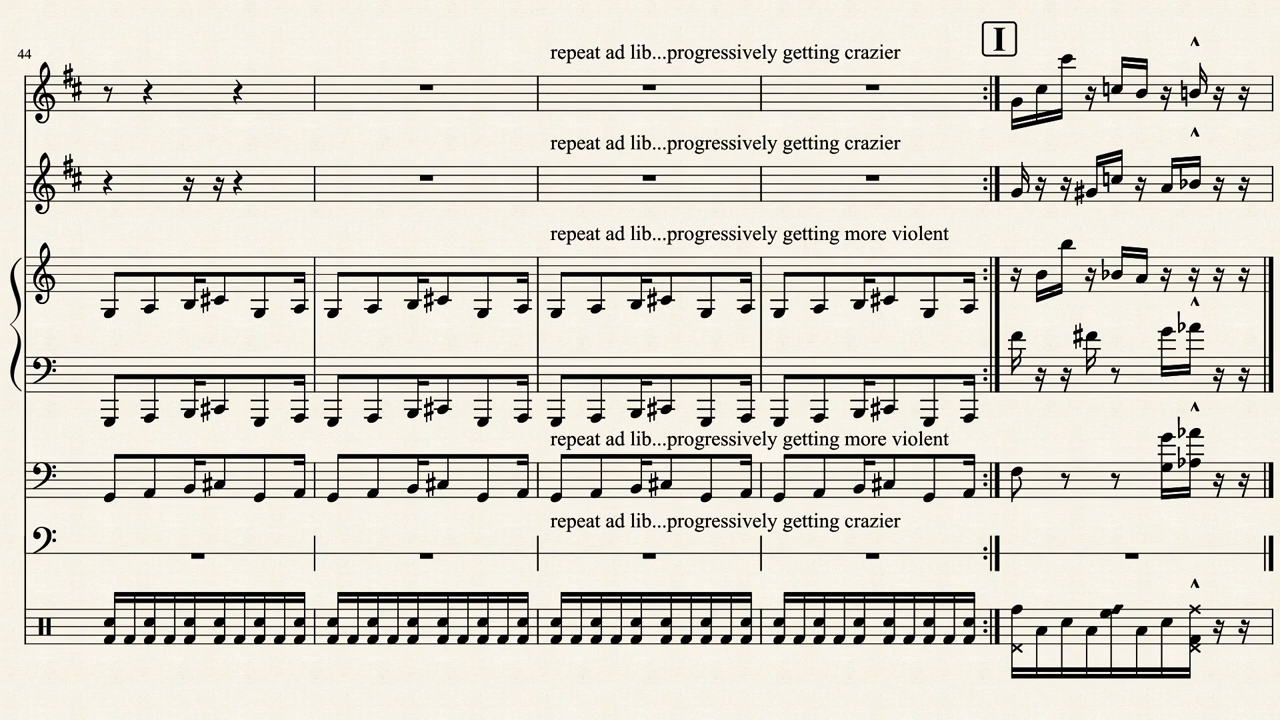 I
44
repeat ad lib...progressively getting crazier
repeat ad lib...progressively getting crazier
repeat ad lib...progressively getting more violent
repeat ad lib...progressively getting more violent
repeat ad lib...progressively getting crazier